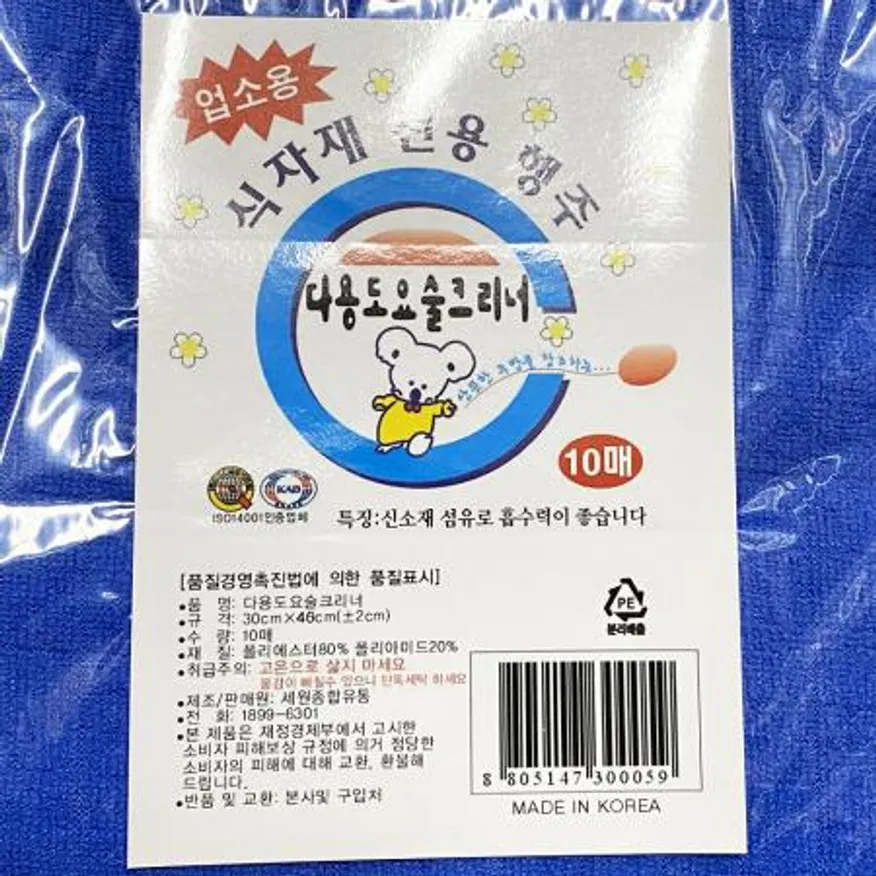 업소용
식자재 전용 행주
다용도요술크리너
산뜻한 주방을 창조하는...
10매
KAB
ISO14001인증업체
특징:신소재 섬유로 흡수력이 좋습니다
[품질경영촉진법에 의한 품질표시]
•품 명: 다용도요술크리너
•규 격: 30cm×46cm(±2cm)
•수 량: 10매
•재 질: 폴리에스터80% 폴리아미드20%
•취급주의: 고온으로 삶지 마세요
물감이 빠질수 있으니 단독세탁 하세요
•제조/판매원: 세원종합유통
•전 화: 1899-6301
•본 제품은 재정경제부에서 고시한
소비자 피해보상 규정에 의거 정당한
소비자의 피해에 대해 교환, 환불해
드립니다.
•반품 및 교환: 본사및 구입처
PE
분리배출
8 805147 300059
MADE IN KOREA